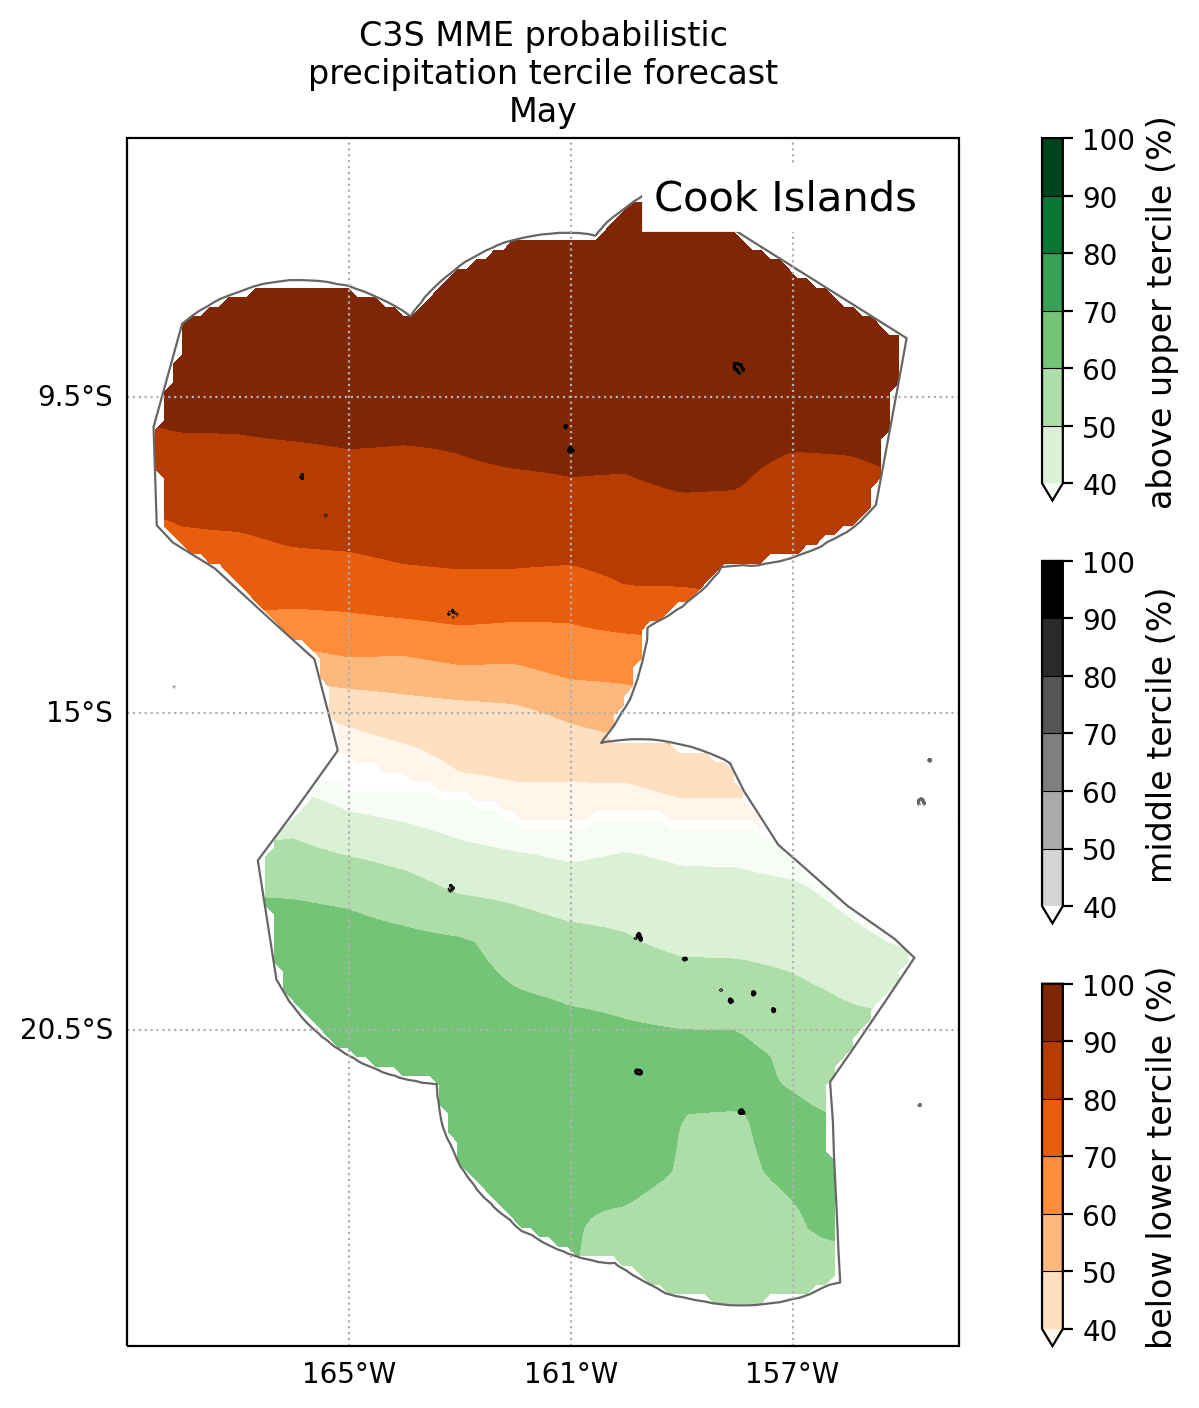 C3S MME probabilistic
precipitation tercile forecast
May
Cook Islands
9.5°S
15°S
20.5°S
165°W
161°W
157°W
100
90
80
70
60
50
40
above upper tercile (%)
100
90
80
70
60
50
40
middle tercile (%)
100
90
80
70
60
50
40
below lower tercile (%)